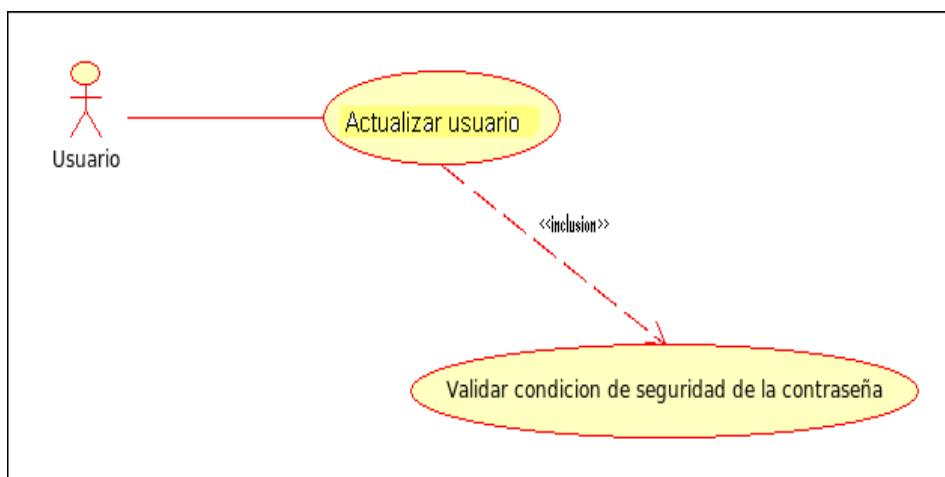 Actualizar usuario
Usuario
<<inclusion>>
Validar condicion de seguridad de la contraseña